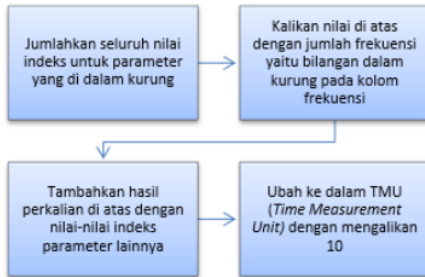 Jumlahkan seluruh nilai
indeks untuk parameter
yang di dalam kurung
Kalikan nilai di atas
dengan jumlah frekuensi
yaitu bilangan dalam
kurung pada kolom
frekuensi
Tambahkan hasil
perkalian di atas dengan
nilai-nilai indeks
parameter lainnya
Ubah ke dalam TMU
(Time Measurement
Unit) dengan mengalikan
10